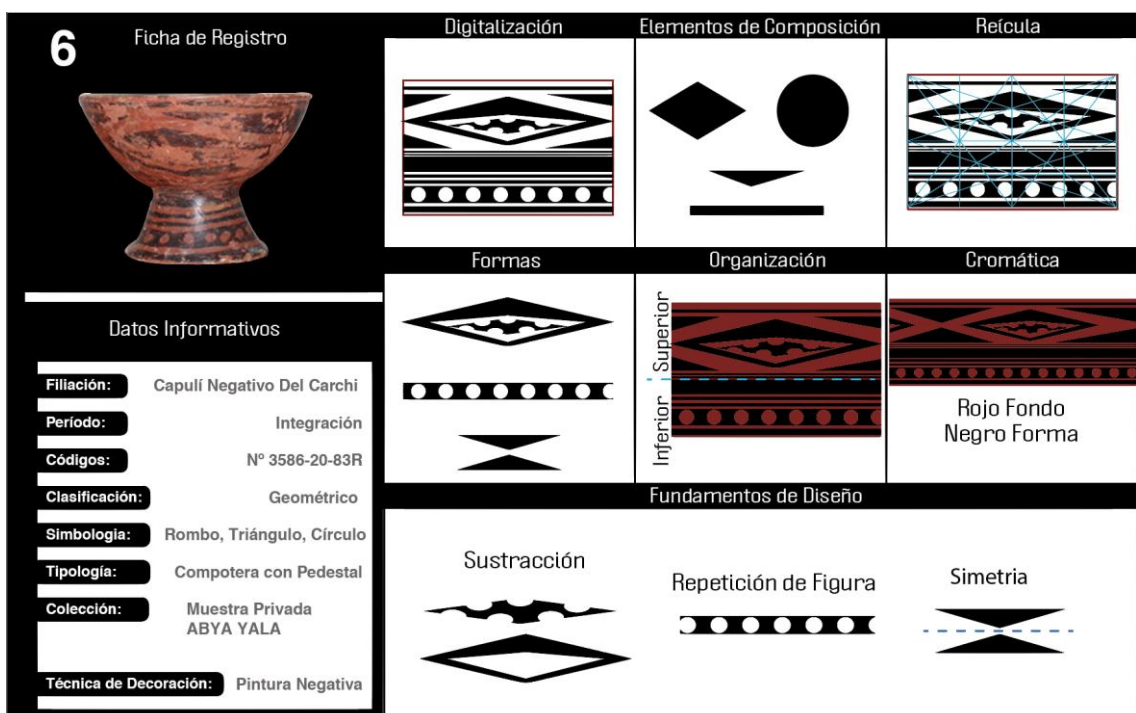 6
Ficha de Registro
Datos Informativos
Filiación: Capulí Negativo Del Carchi
Período: Integración
Códigos: Nº 3586-20-83R
Clasificación: Geométrico
Simbologia: Rombo, Triángulo, Círculo
Tipología: Compotera con Pedestal
Colección: Muestra Privada
ABYA YALA
Técnica de Decoración: Pintura Negativa
Digitalización
Elementos de Composición
Reícula
Formas
Organización
Superior
Inferior
Cromática
Rojo Fondo
Negro Forma
Fundamentos de Diseño
Sustracción
Repetición de Figura
Simetria